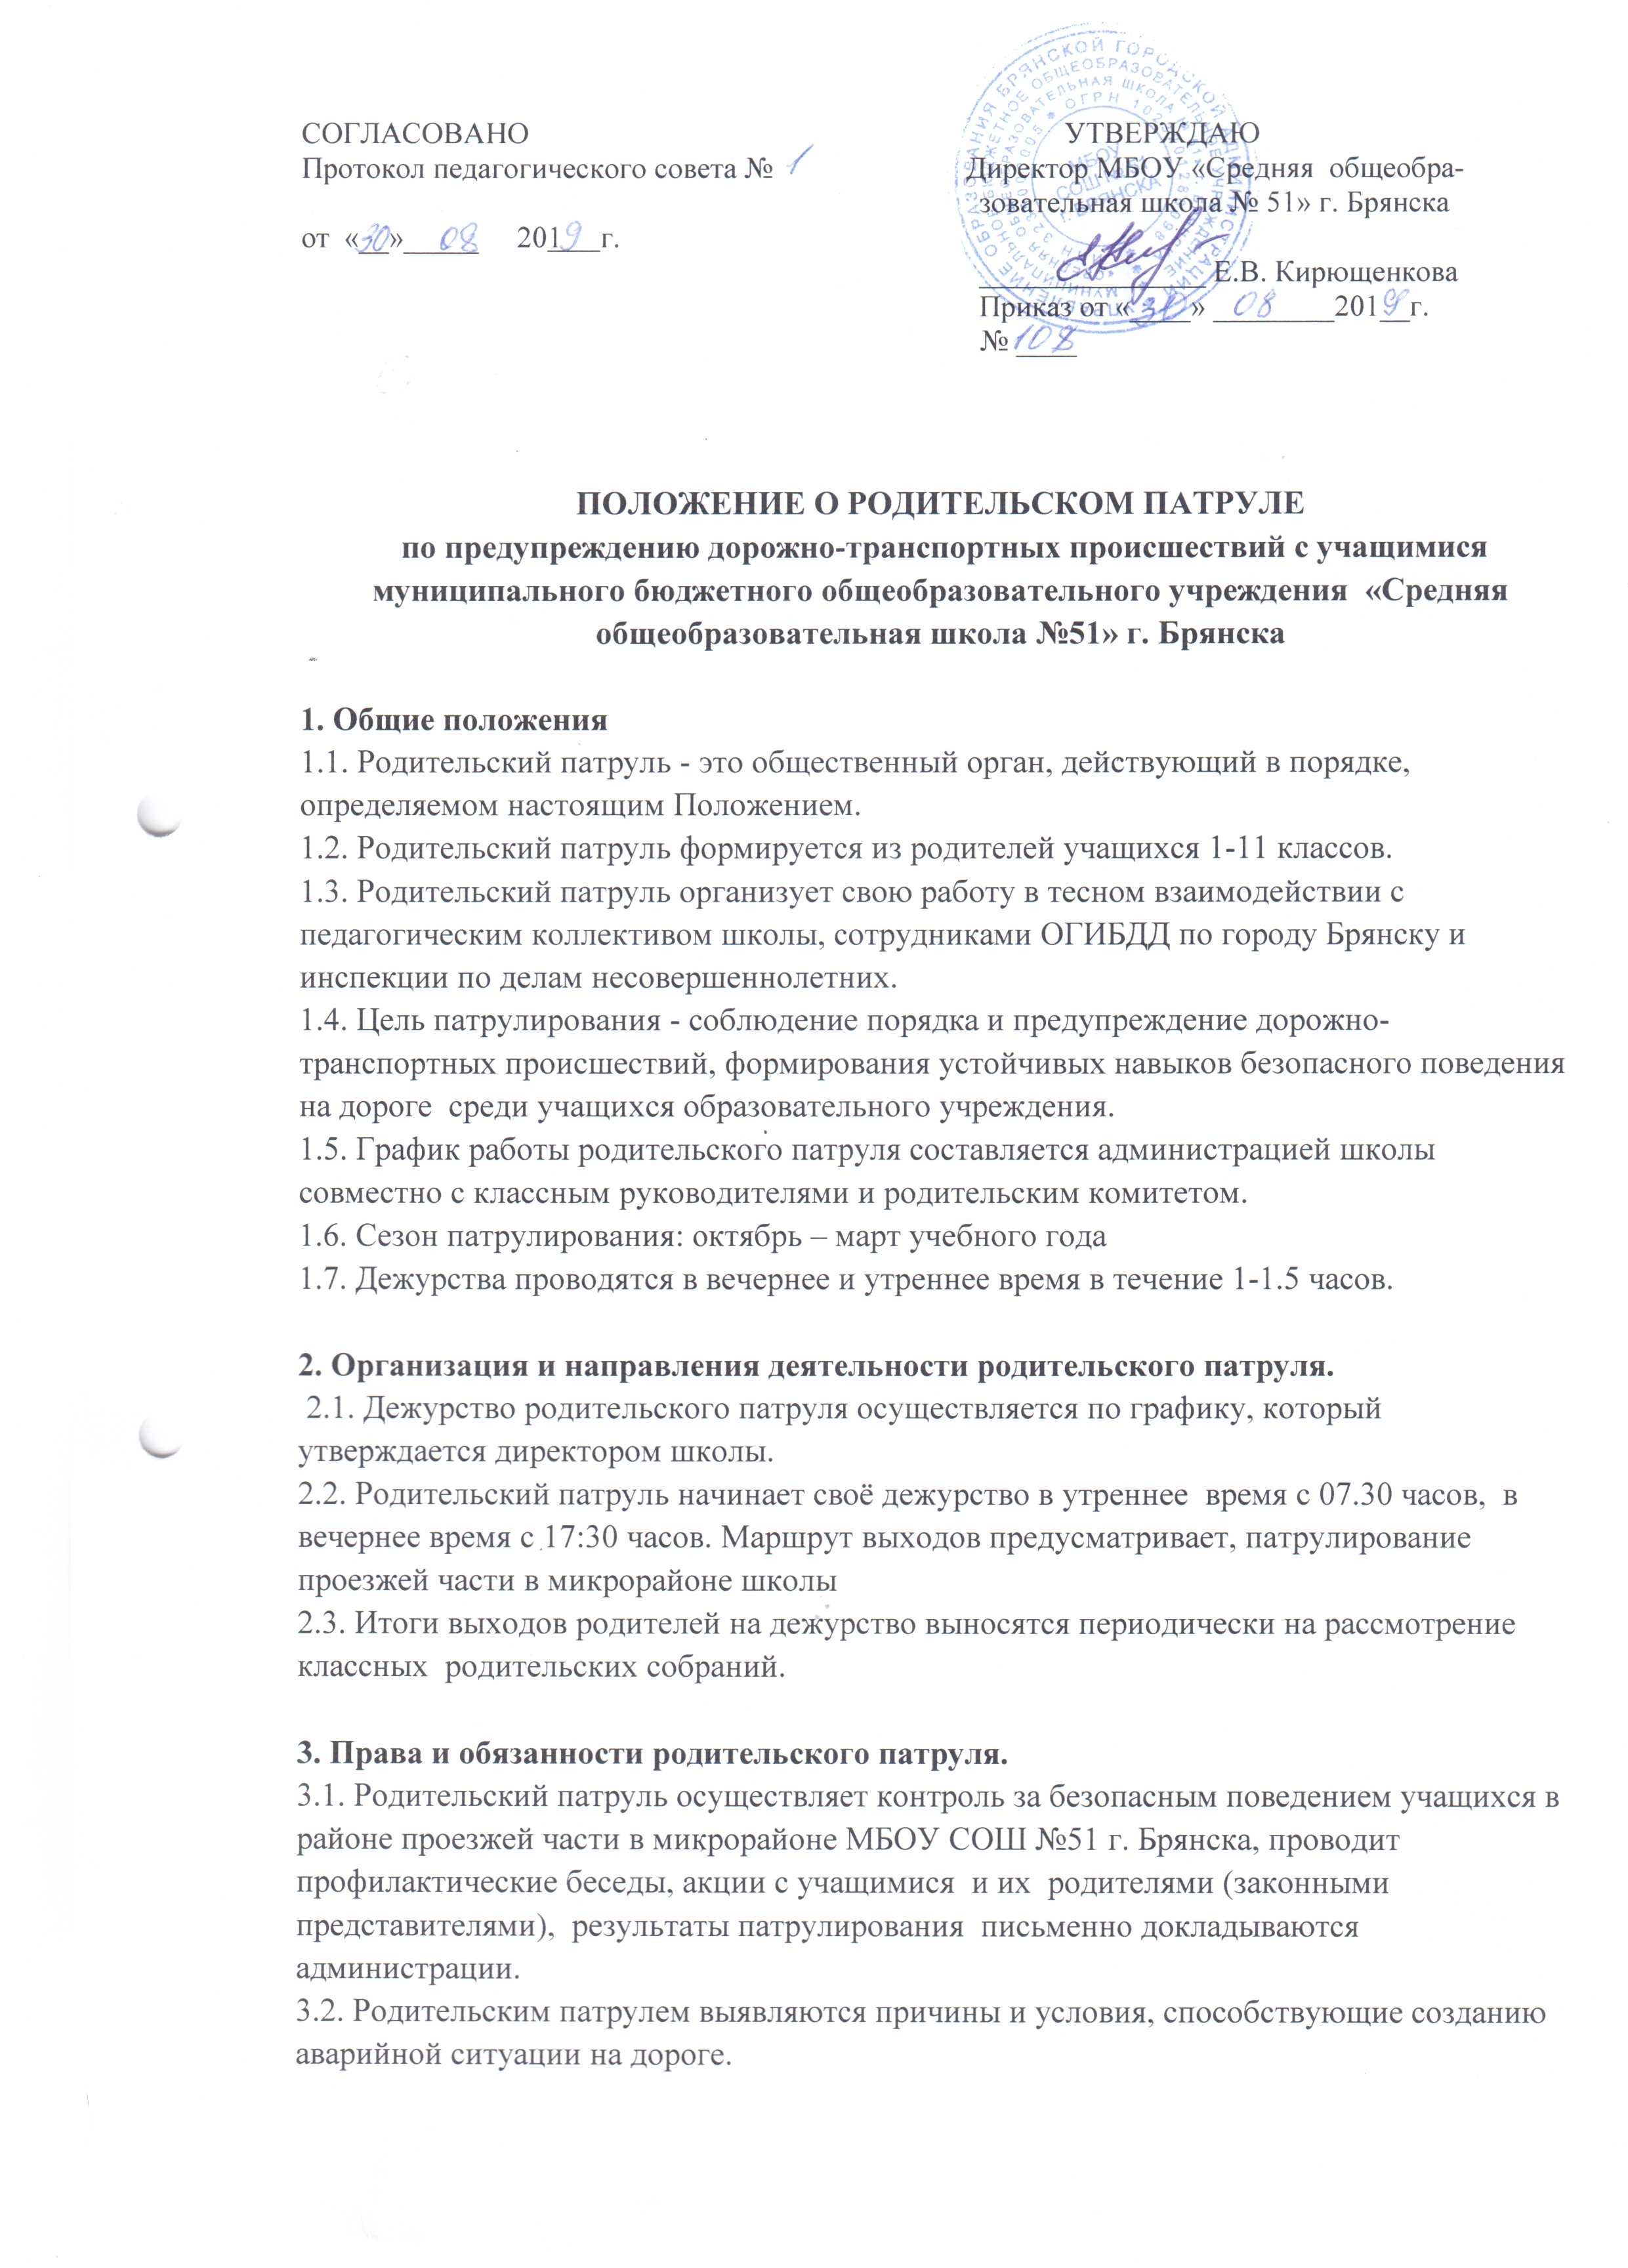 СОГЛАСОВАНО
Протокол педагогического совета № 1
от «30» 08 2019 г.
УТВЕРЖДАЮ
Директор МБОУ «Средняя общеобра-
зовательная школа № 51» г. Брянска
Е.В. Кирющенкова
Приказ от «30» 08 2019 г.
№ 108
МБОУ
СОШ № 51
г. БРЯНСКА
ПОЛОЖЕНИЕ О РОДИТЕЛЬСКОМ ПАТРУЛЕ
по предупреждению дорожно-транспортных происшествий с учащимися
муниципального бюджетного общеобразовательного учреждения «Средняя
общеобразовательная школа №51» г. Брянска
1. Общие положения
1.1. Родительский патруль - это общественный орган, действующий в порядке,
определяемом настоящим Положением.
1.2. Родительский патруль формируется из родителей учащихся 1-11 классов.
1.3. Родительский патруль организует свою работу в тесном взаимодействии с
педагогическим коллективом школы, сотрудниками ОГИБДД по городу Брянску и
инспекции по делам несовершеннолетних.
1.4. Цель патрулирования - соблюдение порядка и предупреждение дорожно-
транспортных происшествий, формирования устойчивых навыков безопасного поведения
на дороге среди учащихся образовательного учреждения.
1.5. График работы родительского патруля составляется администрацией школы
совместно с классным руководителями и родительским комитетом.
1.6. Сезон патрулирования: октябрь – март учебного года
1.7. Дежурства проводятся в вечернее и утреннее время в течение 1-1.5 часов.
2. Организация и направления деятельности родительского патруля.
2.1. Дежурство родительского патруля осуществляется по графику, который
утверждается директором школы.
2.2. Родительский патруль начинает своё дежурство в утреннее время с 07.30 часов, в
вечернее время с 17:30 часов. Маршрут выходов предусматривает, патрулирование
проезжей части в микрорайоне школы
2.3. Итоги выходов родителей на дежурство выносятся периодически на рассмотрение
классных родительских собраний.
3. Права и обязанности родительского патруля.
3.1. Родительский патруль осуществляет контроль за безопасным поведением учащихся в
районе проезжей части в микрорайоне МБОУ СОШ №51 г. Брянска, проводит
профилактические беседы, акции с учащимися и их родителями (законными
представителями), результаты патрулирования письменно докладываются
администрации.
3.2. Родительским патрулем выявляются причины и условия, способствующие созданию
аварийной ситуации на дороге.